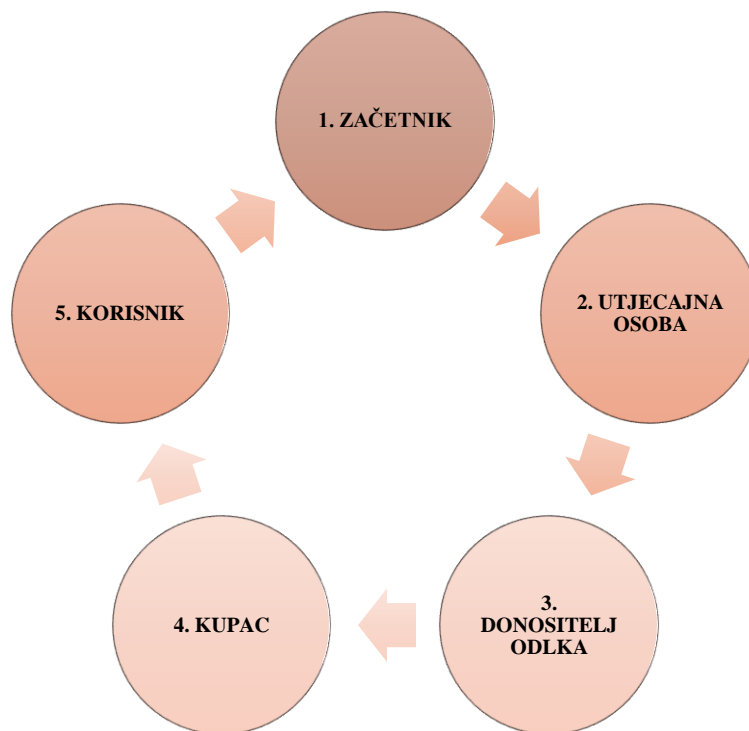 1. ZAČETNIK
2. UTJECAJNA
OSOBA
3.
DONOSITELJ
ODLKA
4. KUPAC
5. KORISNIK